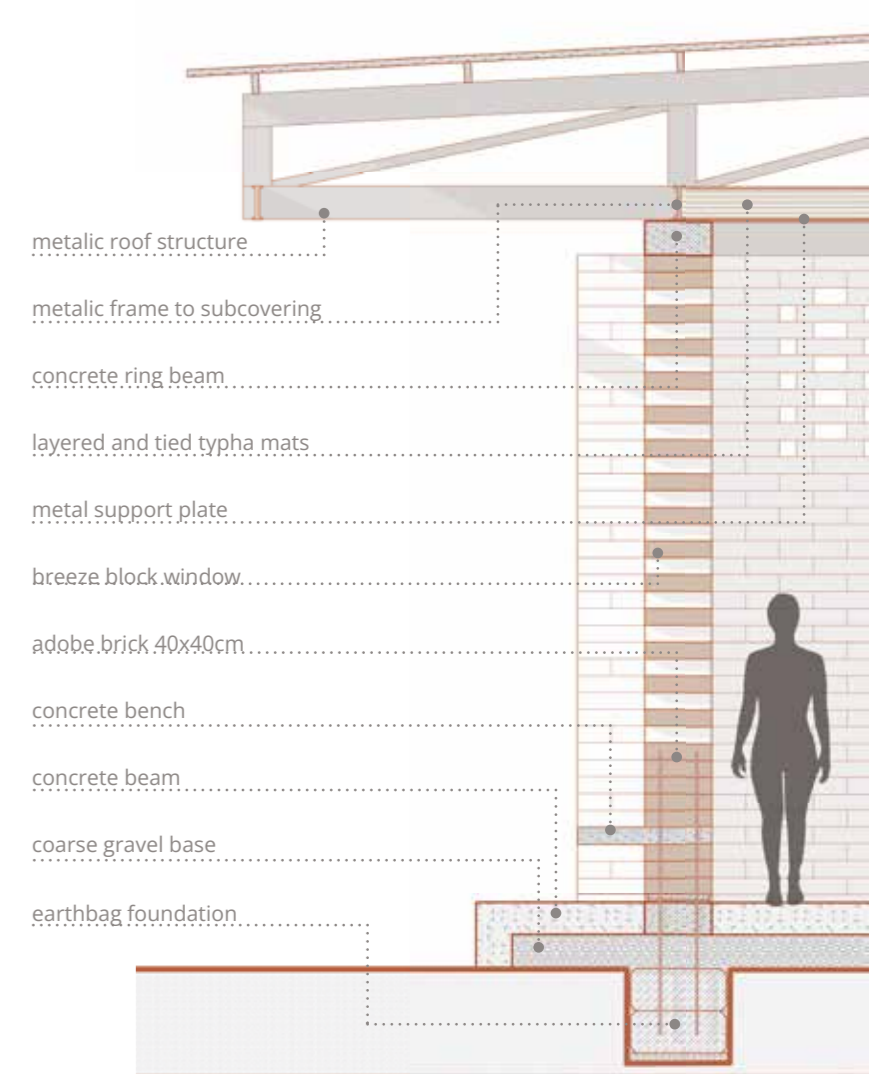 metalic roof structure
metalic frame to subcovering
concrete ring beam
layered and tied typha mats
metal support plate
breeze block window
adobe brick 40x40cm
concrete bench
concrete beam
coarse gravel base
earthbag foundation